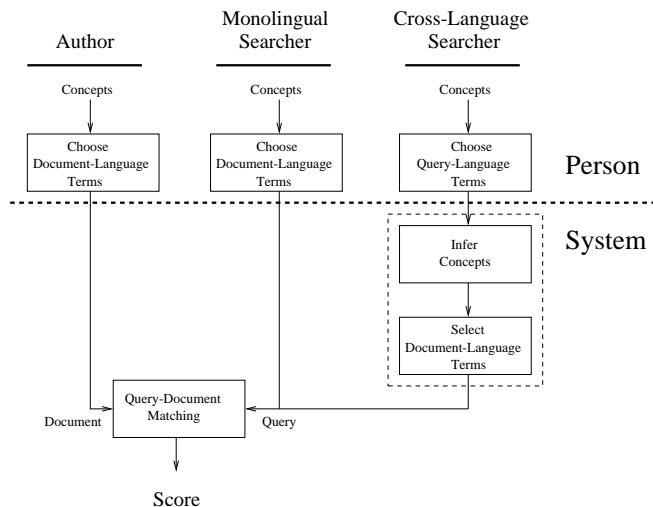 Author
Monolingual
Searcher
Cross-Language
Searcher
Concepts
Concepts
Concepts
Choose
Document-Language
Terms
Choose
Document-Language
Terms
Choose
Query-Language
Terms
Person
System
Infer
Concepts
Select
Document-Language
Terms
Query-Document
Matching
Document
Query
Score